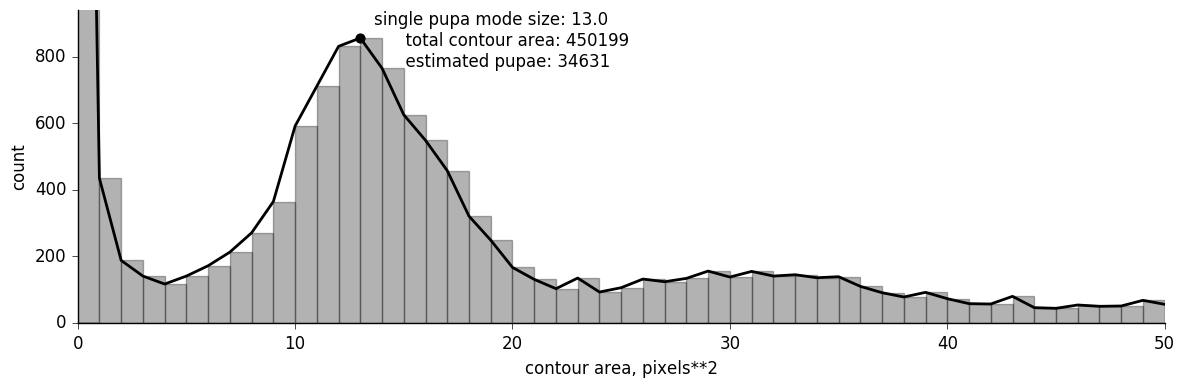 single pupa mode size: 13.0
total contour area: 450199
estimated pupae: 34631
800
600
400
200
0
count
0 10 20 30 40 50
contour area, pixels**2